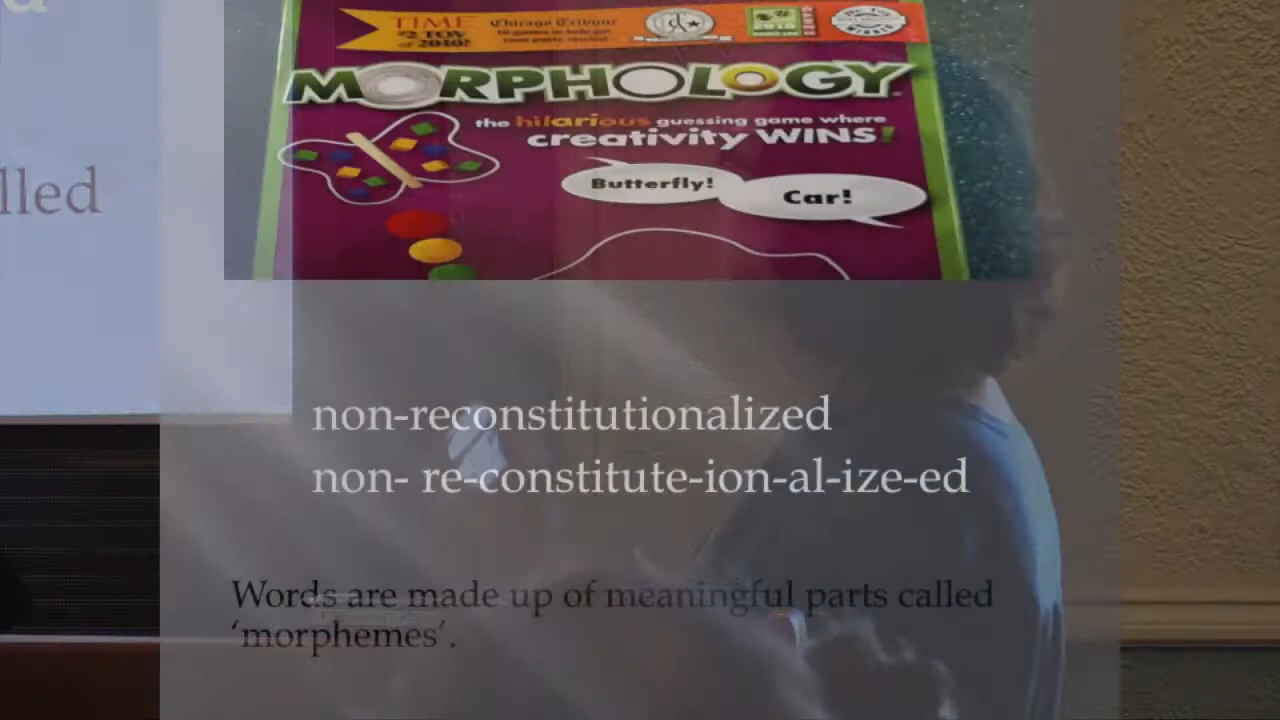 lled
TIME
#2 TOY
of 2010!
Chicago Tribune
MORPHOLOGY
the hilarious guessing game where
creativity WINS!
Butterfly!
Car!
non-reconstitutionalized
non- re-constitute-ion-al-ize-ed
Words are made up of meaningful parts called
‘morphemes’.